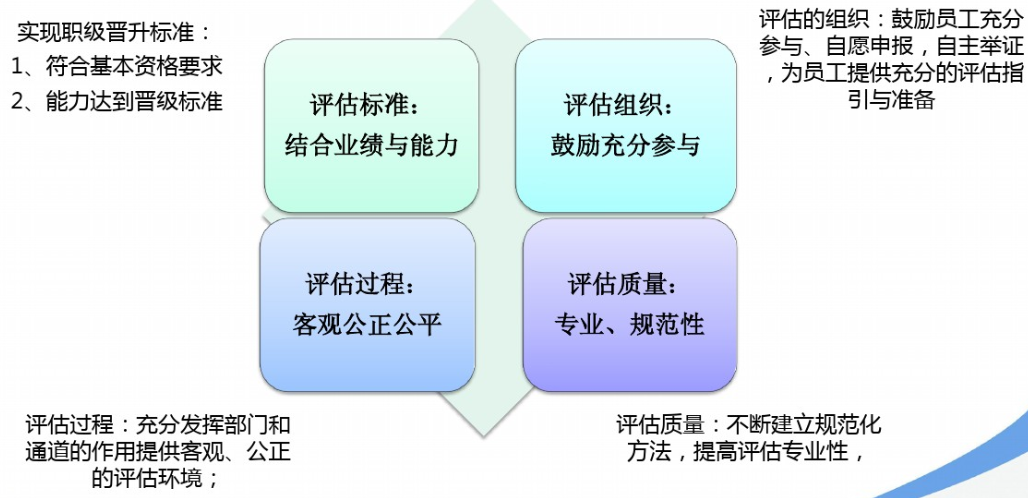 实现职级晋升标准：
1、符合基本资格要求
2、能力达到晋级标准
评估的组织：鼓励员工充分
参与、自愿申报，自主举证
，为员工提供充分的评估指
引与准备
评估标准：
结合业绩与能力
评估组织：
鼓励充分参与
评估过程：
客观公正公平
评估质量：
专业、规范性
评估过程：充分发挥部门和
通道的作用提供客观、公正
的评估环境；
评估质量：不断建立规范化
方法，提高评估专业性，